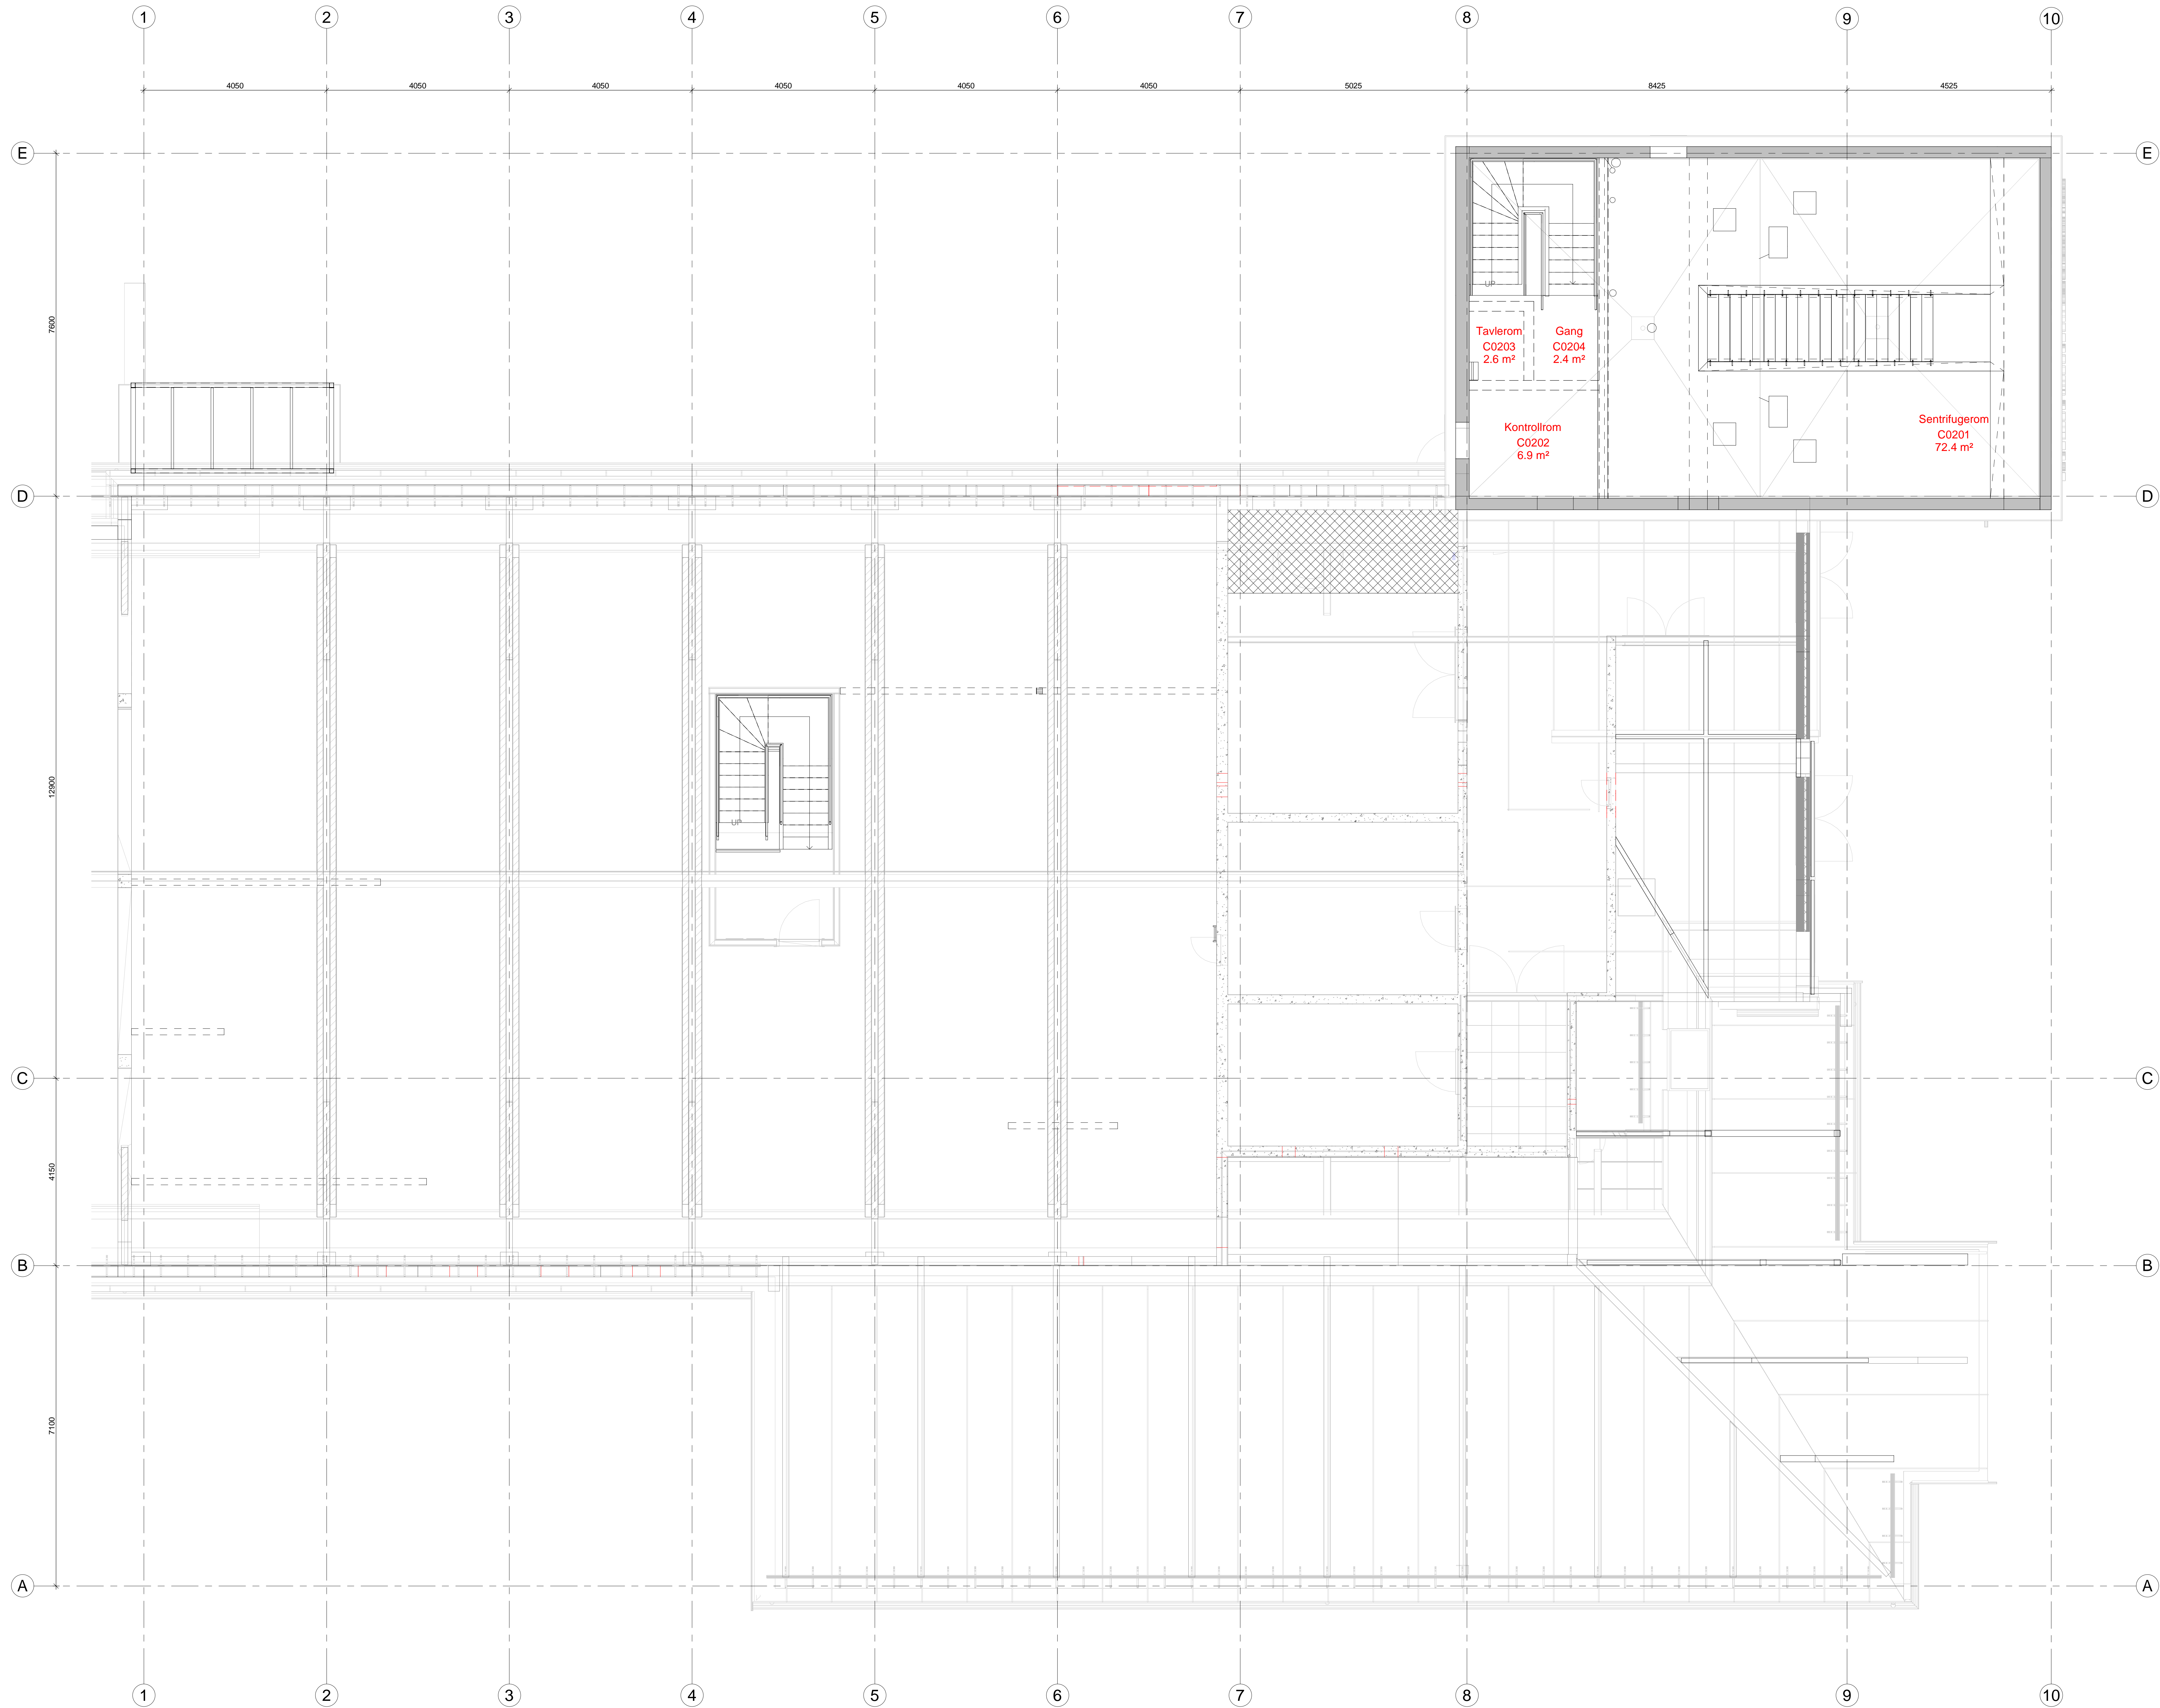 1 2 3 4 5 6 7 8 9 10
4050 4050 4050 4050 4050 4050 5025 8425 4525
E E
UP
7600
Tavlerom
C0203
2.6 m²
Gang
C0204
2.4 m²
Kontrollrom
C0202
6.9 m²
Sentrifugerom
C0201
72.4 m²
D D
12900
UP
C C
4150
B B
7100
A A
1 2 3 4 5 6 7 8 9 10